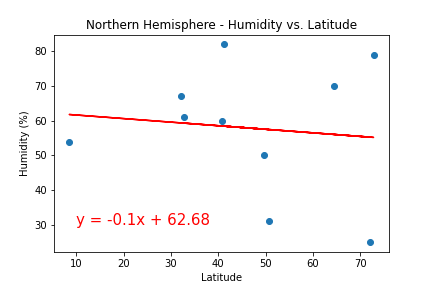 Northern Hemisphere - Humidity vs. Latitude
80
70
60
50
40
30
Humidity (%)
y = -0.1x + 62.68
10 20 30 40 50 60 70
Latitude